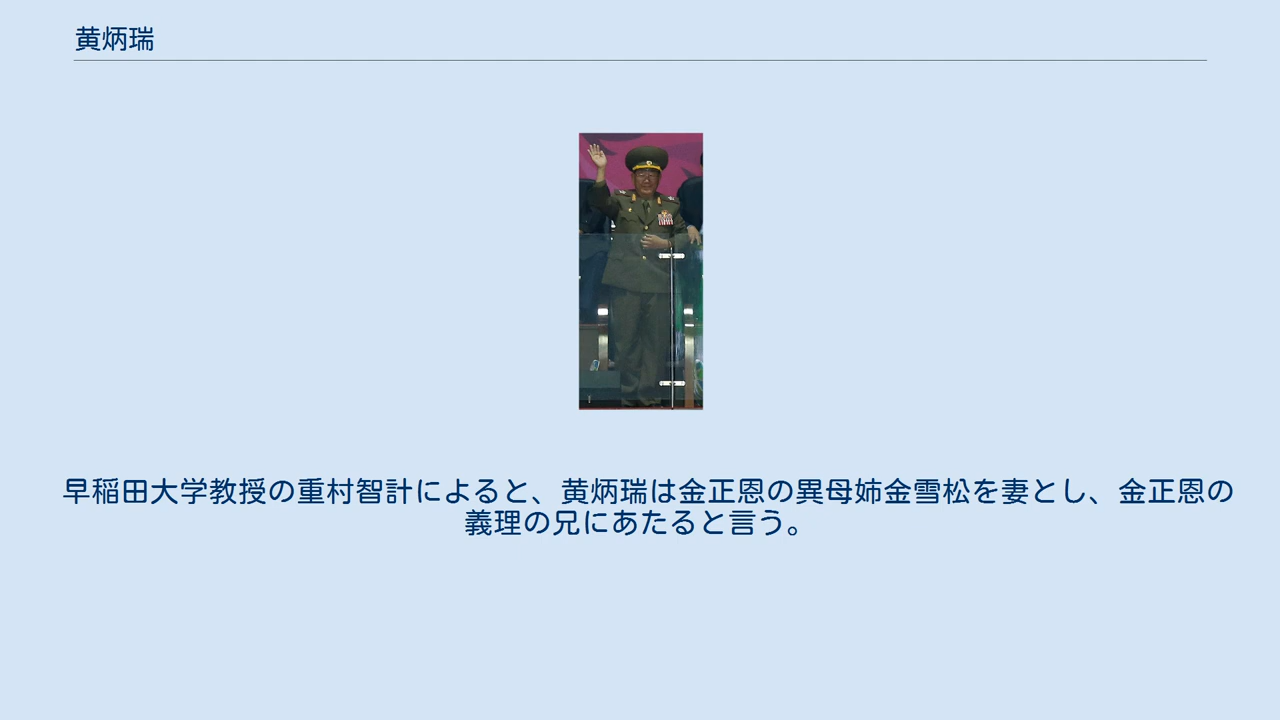 黄炳瑞
早稲田大学教授の重村智計によると、黄炳瑞は金正恩の異母姉金雪松を妻とし、金正恩の
義理の兄にあたると言う。